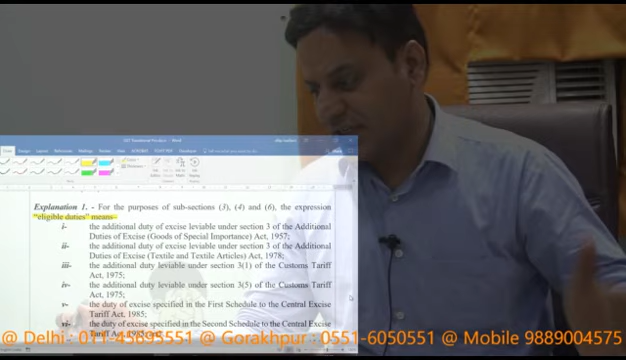 Explanation 1. - For the purposes of sub-sections (3), (4) and (6), the expression
"eligible duties" means-
i- the additional duty of excise leviable under section 3 of the Additional
Duties of Excise (Goods of Special Importance) Act, 1957;
ii- the additional duty of excise leviable under section 3 of the Additional
Duties of Excise (Textile and Textile Articles) Act, 1978;
iii- the additional duty leviable under section 3(1) of the Customs Tariff
Act, 1975;
iv- the additional duty leviable under section 3(5) of the Customs Tariff
Act, 1975;
v- the duty of excise specified in the First Schedule to the Central Excise
Tariff Act, 1985;
vi- the duty of excise specified in the Second Schedule to the Central Excise
Tariff Act, 1985; and
@ Delhi : 011-45695551 @ Gorakhpur : 0551-6050551 @ Mobile 9889004575